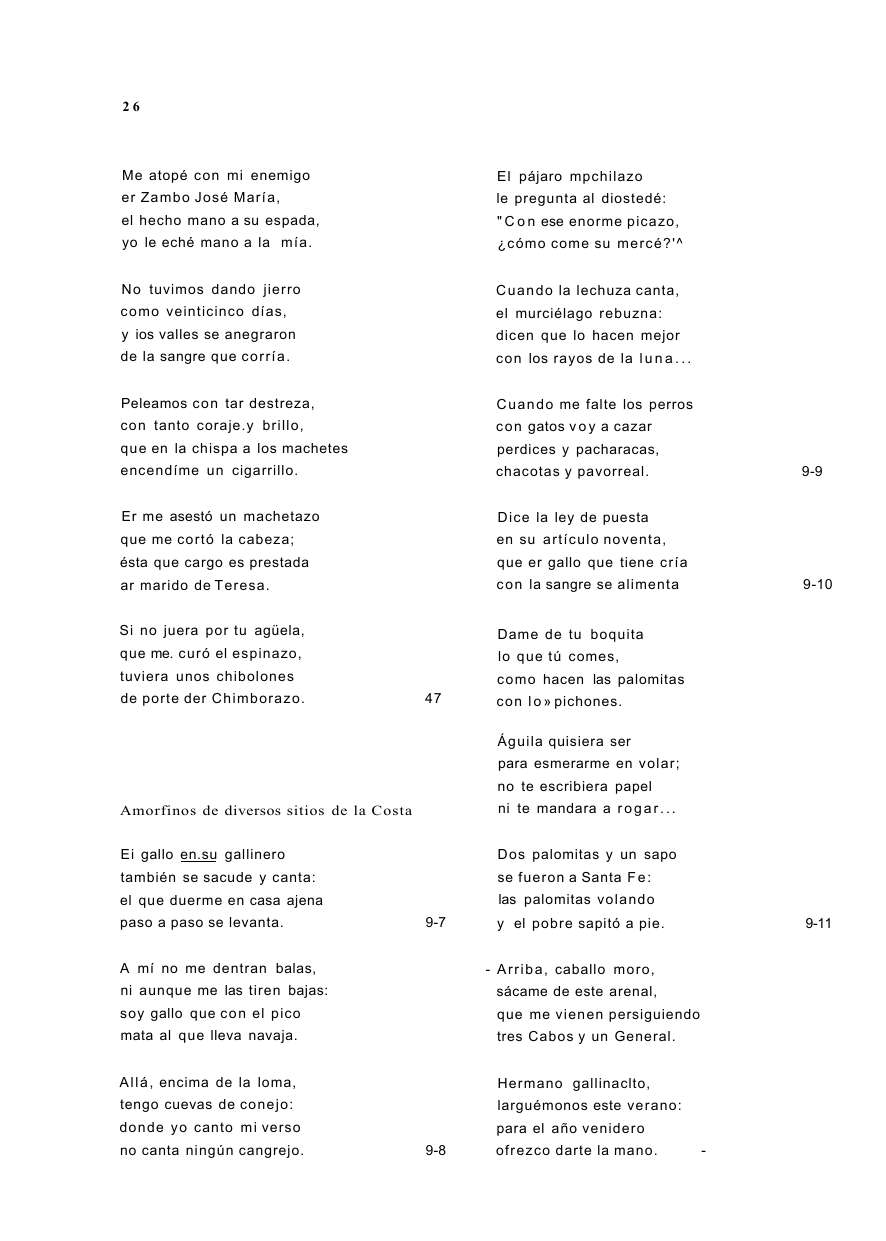 26
Me atopé con mi enemigo
er Zambo José María,
el hecho mano a su espada,
yo le eché mano a la mía.
No tuvimos dando jierro
como veinticinco días,
y ios valles se anegraron
de la sangre que corría.
Peleamos con tar destreza,
con tanto coraje.y brillo,
que en la chispa a los machetes
encendíme un cigarrillo.
Er me asestó un machetazo
que me cortó la cabeza;
ésta que cargo es prestada
ar marido de Teresa.
Si no juera por tu agüela,
que me. curó el espinazo,
tuviera unos chibolones
de porte der Chimborazo. 47
Amorfinos de diversos sitios de la Costa
Ei gallo en.su gallinero
también se sacude y canta:
el que duerme en casa ajena
paso a paso se levanta. 9-7
A mí no me dentran balas,
ni aunque me las tiren bajas:
soy gallo que con el pico
mata al que lleva navaja.
Allá, encima de la loma,
tengo cuevas de conejo:
donde yo canto mi verso
no canta ningún cangrejo. 9-8
El pájaro mpchilazo
le pregunta al diostedé:
"Con ese enorme picazo,
¿cómo come su mercé?'^
Cuando la lechuza canta,
el murciélago rebuzna:
dicen que lo hacen mejor
con los rayos de la luna...
Cuando me falte los perros
con gatos voy a cazar
perdices y pacharacas,
chacotas y pavorreal. 9-9
Dice la ley de puesta
en su artículo noventa,
que er gallo que tiene cría
con la sangre se alimenta 9-10
Dame de tu boquita
lo que tú comes,
como hacen las palomitas
con lo» pichones.
Águila quisiera ser
para esmerarme en volar;
no te escribiera papel
ni te mandara a rogar...
Dos palomitas y un sapo
se fueron a Santa Fe:
las palomitas volando
y el pobre sapitó a pie. 9-11
- Arriba, caballo moro,
sácame de este arenal,
que me vienen persiguiendo
tres Cabos y un General.
Hermano gallinaclto,
larguémonos este verano:
para el año venidero
ofrezco darte la mano. -